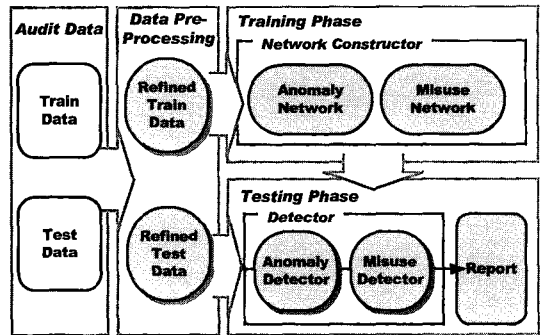 Audit Data
Train
Data
Test
Data
Data Pre-
Processing
Refined
Train
Data
Refined
Test
Data
Training Phase
Network Constructor
Anomaly
Network
Misuse
Network
Testing Phase
Detector
Anomaly
Detector
Misuse
Detector
Report